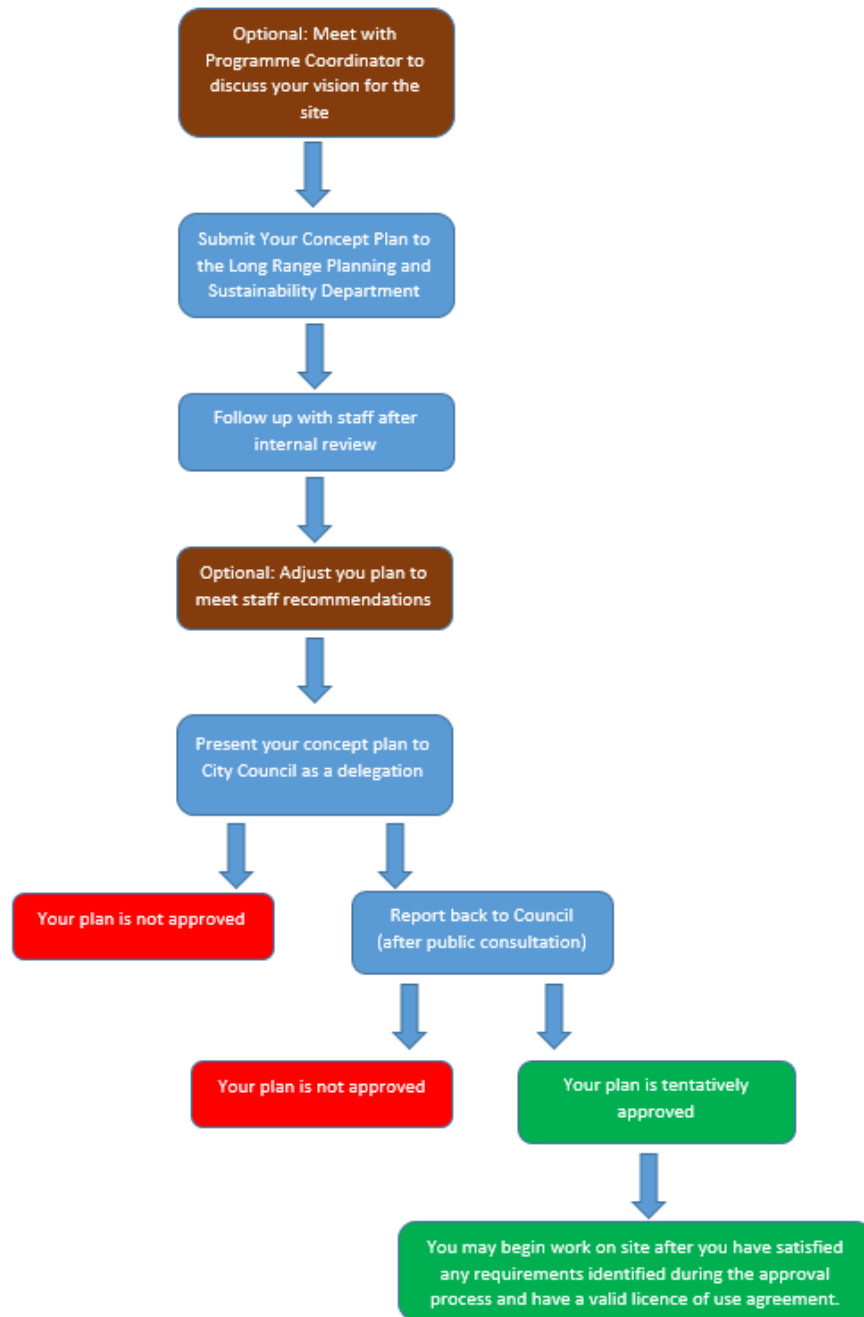 Optional: Meet with
Programme Coordinator to
discuss your vision for the
site
Submit Your Concept Plan to
the Long Range Planning and
Sustainability Department
Follow up with staff after
internal review
Optional: Adjust you plan to
meet staff recommendations
Present your concept plan to
City Council as a delegation
Your plan is not approved
Report back to Council
(after public consultation)
Your plan is not approved
Your plan is tentatively
approved
You may begin work on site after you have satisfied
any requirements identified during the approval
process and have a valid licence of use agreement.